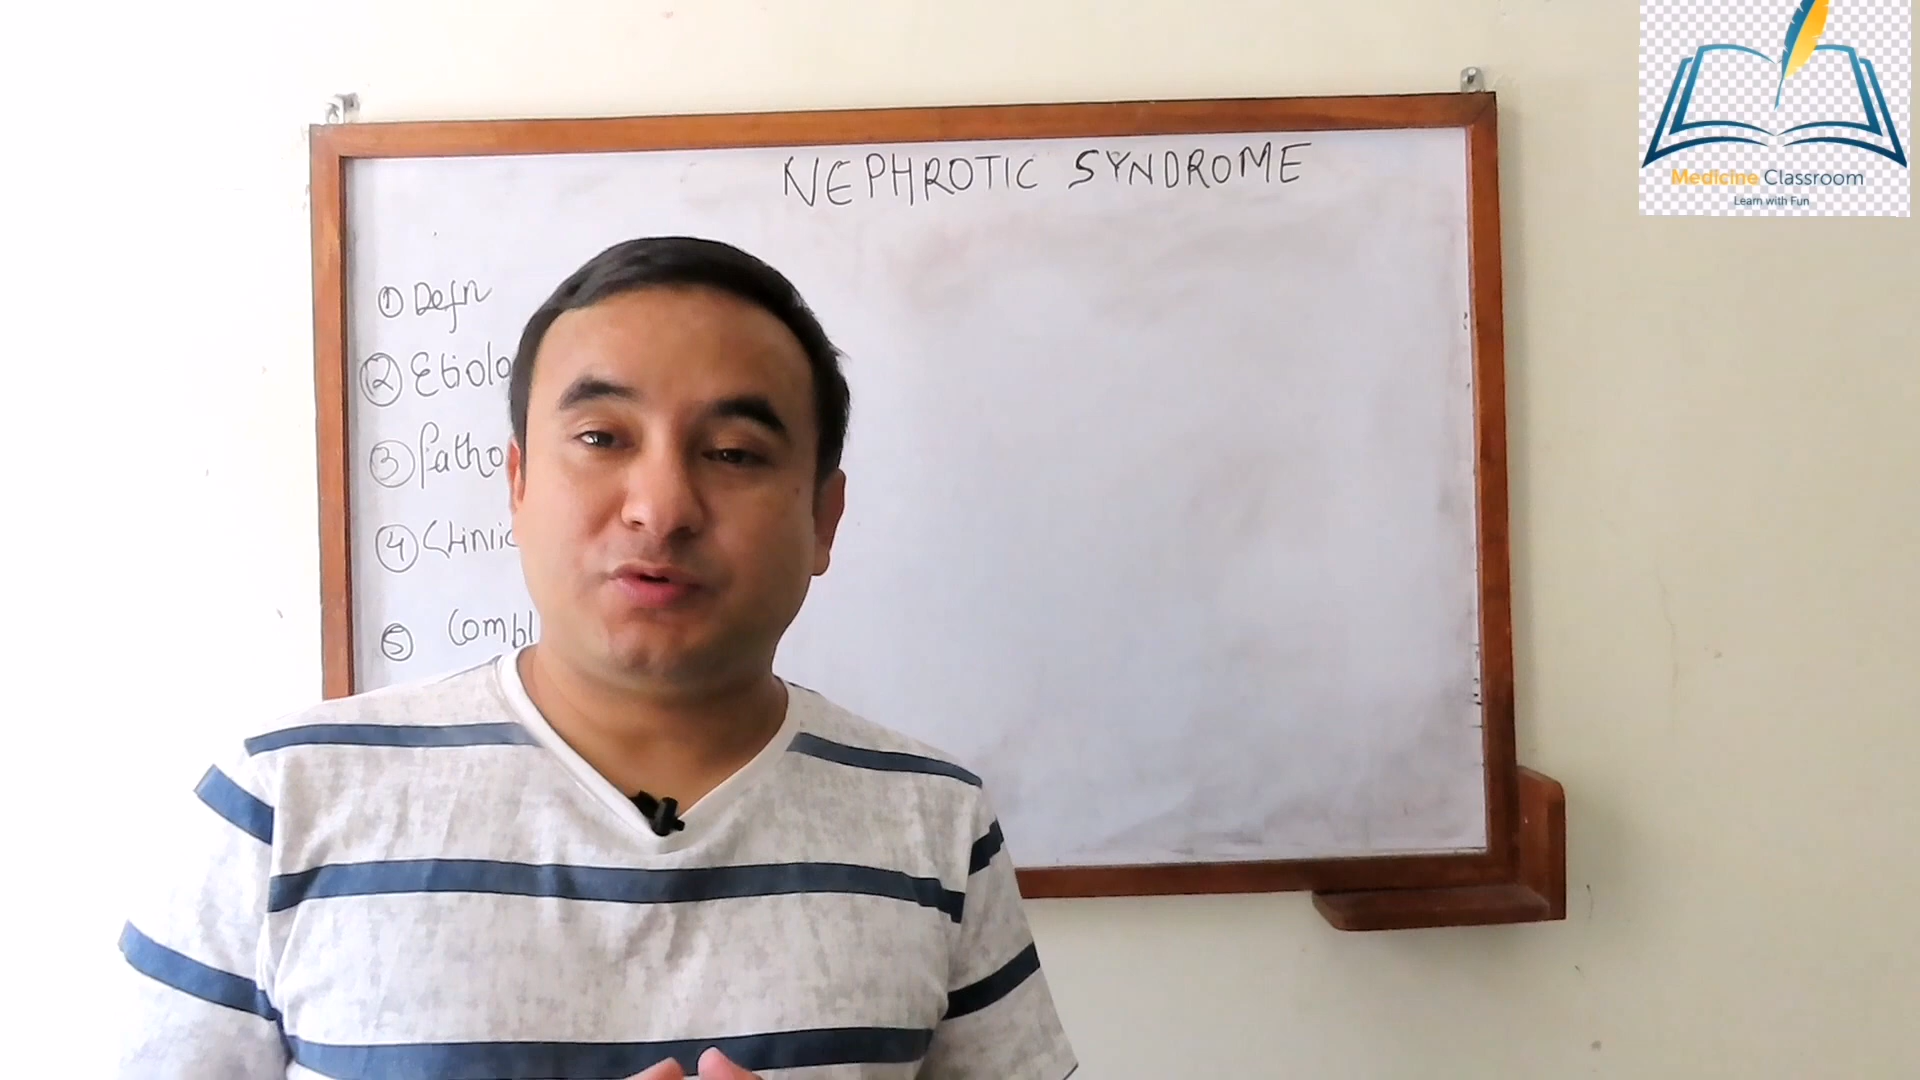 NEPHROTIC SYNDROME
① Defn
② Etiolo
③ Patho
④ Clinic
⑤ Compl
Medicine Classroom
Learn with Fun